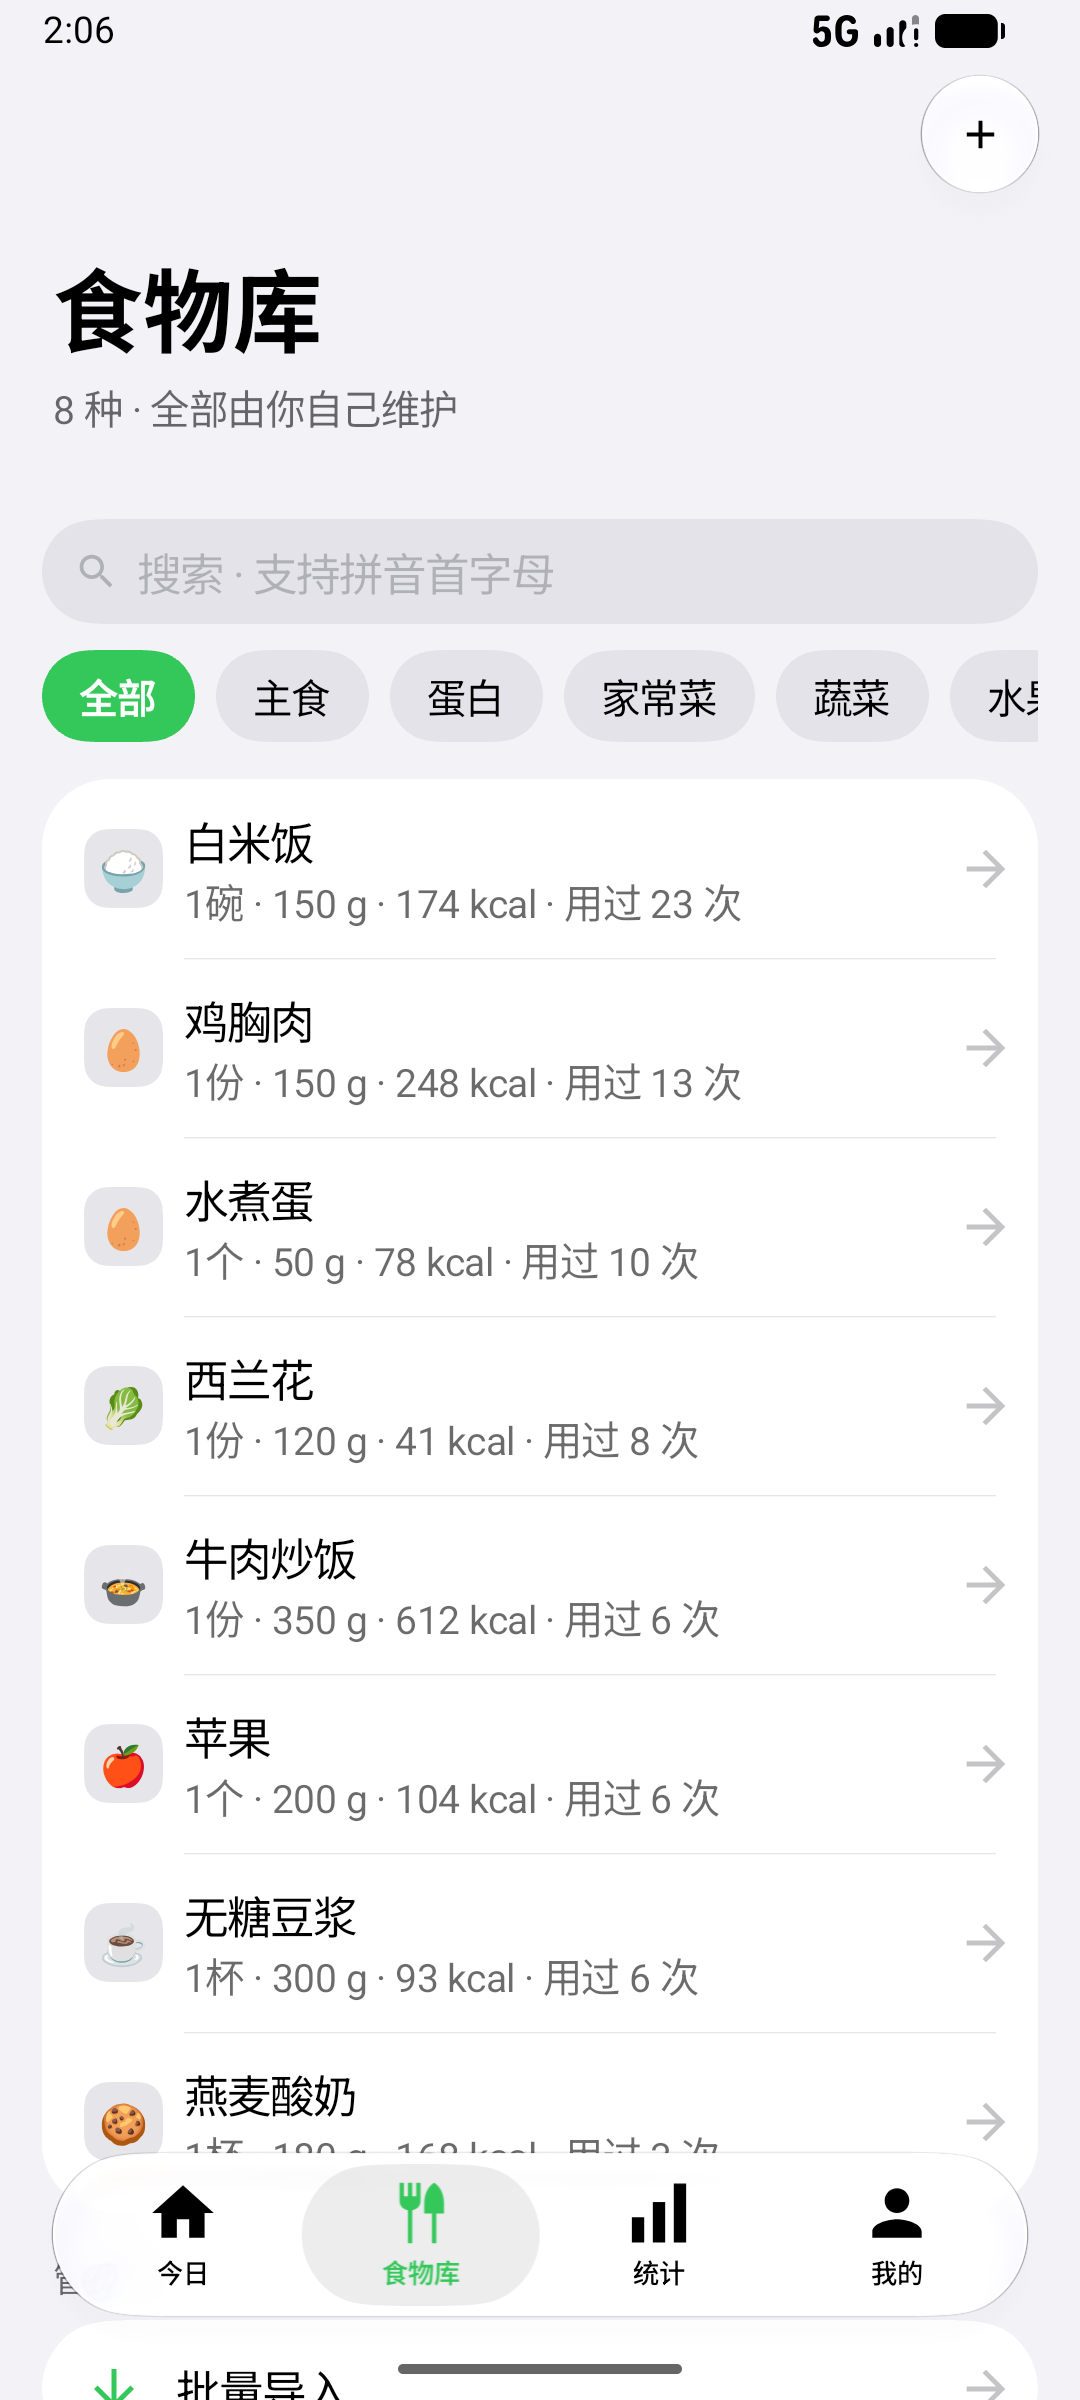 2:06
5G
食物库
8 种 · 全部由你自己维护
搜索 · 支持拼音首字母
全部 主食 蛋白 家常菜 蔬菜 水果
白米饭
1碗 · 150 g · 174 kcal · 用过 23 次
鸡胸肉
1份 · 150 g · 248 kcal · 用过 13 次
水煮蛋
1个 · 50 g · 78 kcal · 用过 10 次
西兰花
1份 · 120 g · 41 kcal · 用过 8 次
牛肉炒饭
1份 · 350 g · 612 kcal · 用过 6 次
苹果
1个 · 200 g · 104 kcal · 用过 6 次
无糖豆浆
1杯 · 300 g · 93 kcal · 用过 6 次
燕麦酸奶
今日 食物库 统计 我的
批量导入